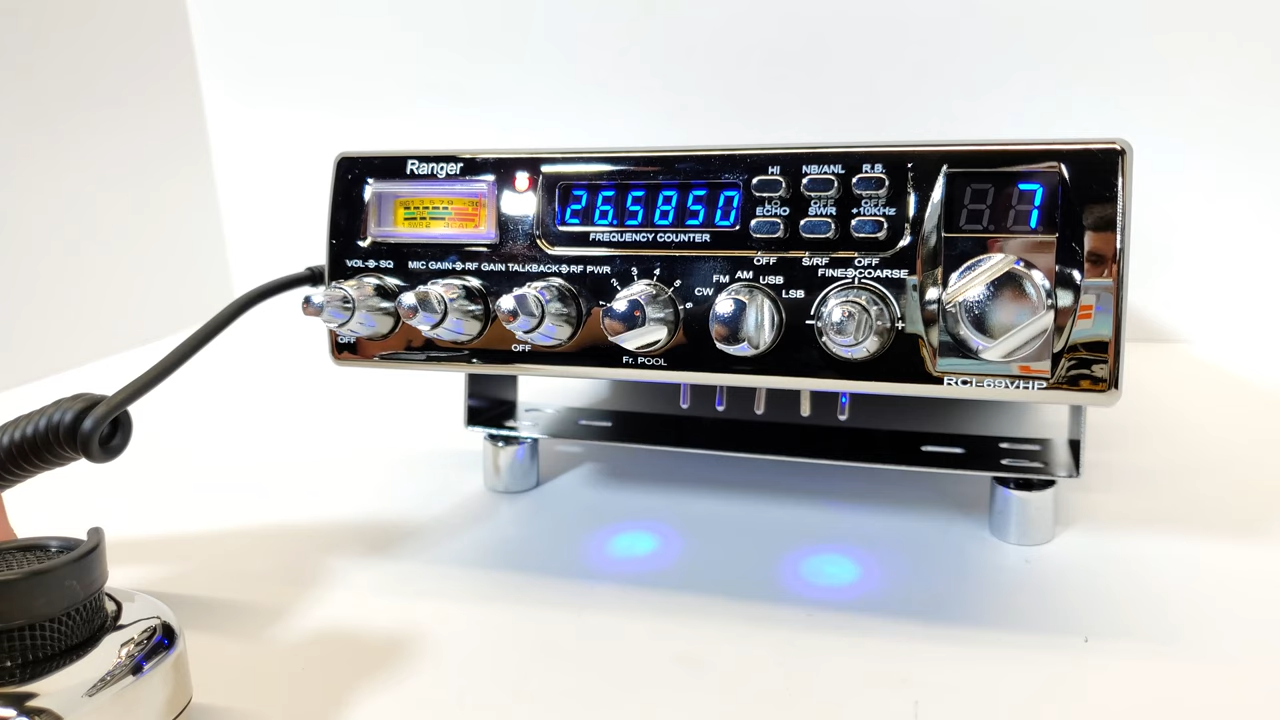 Ranger
HI NB/ANL R.B.
26.5850
7
LO OFF OFF
ECHO SWR +10KHz
FREQUENCY COUNTER
OFF S/RF OFF
VOL SQ MIC GAIN RF GAIN TALKBACK RF PWR
1 2 3 4 5 6
CW FM AM USB LSB
FINE COARSE
- +
OFF
OFF
Fr. POOL
RCI-69VHP